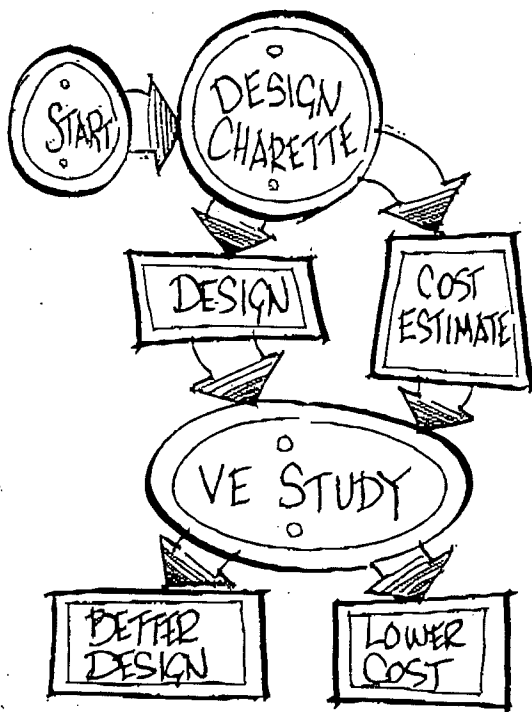 START
DESIGN
CHARETTE
DESIGN
COST
ESTIMATE
VE STUDY
BETTER
DESIGN
LOWER
COST